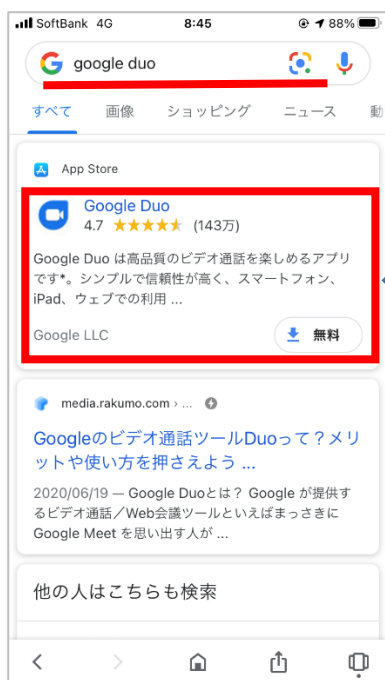 SoftBank 4G 8:45 88%
google duo
すべて 画像 ショッピング ニュース 動
App Store
Google Duo
4.7 (143万)
Google Duo は高品質のビデオ通話を楽しめるアプリ
です*。シンプルで信頼性が高く、スマートフォン、
iPad、ウェブでの利用 ...
Google LLC
無料
media.rakumo.com › ...
Googleのビデオ通話ツールDuoって？メリ
ットや使い方を押さえよう ...
2020/06/19 — Google Duoとは？ Google が提供す
るビデオ通話／Web会議ツールといえばまっさきに
Google Meet を思い出す人が ...
他の人はこちらも検索